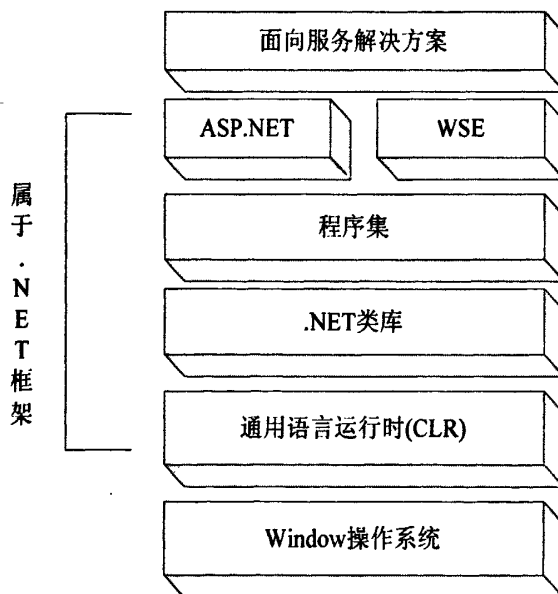 面向服务解决方案
ASP.NET
WSE
程序集
.NET类库
通用语言运行时(CLR)
Window操作系统
属于.NET框架